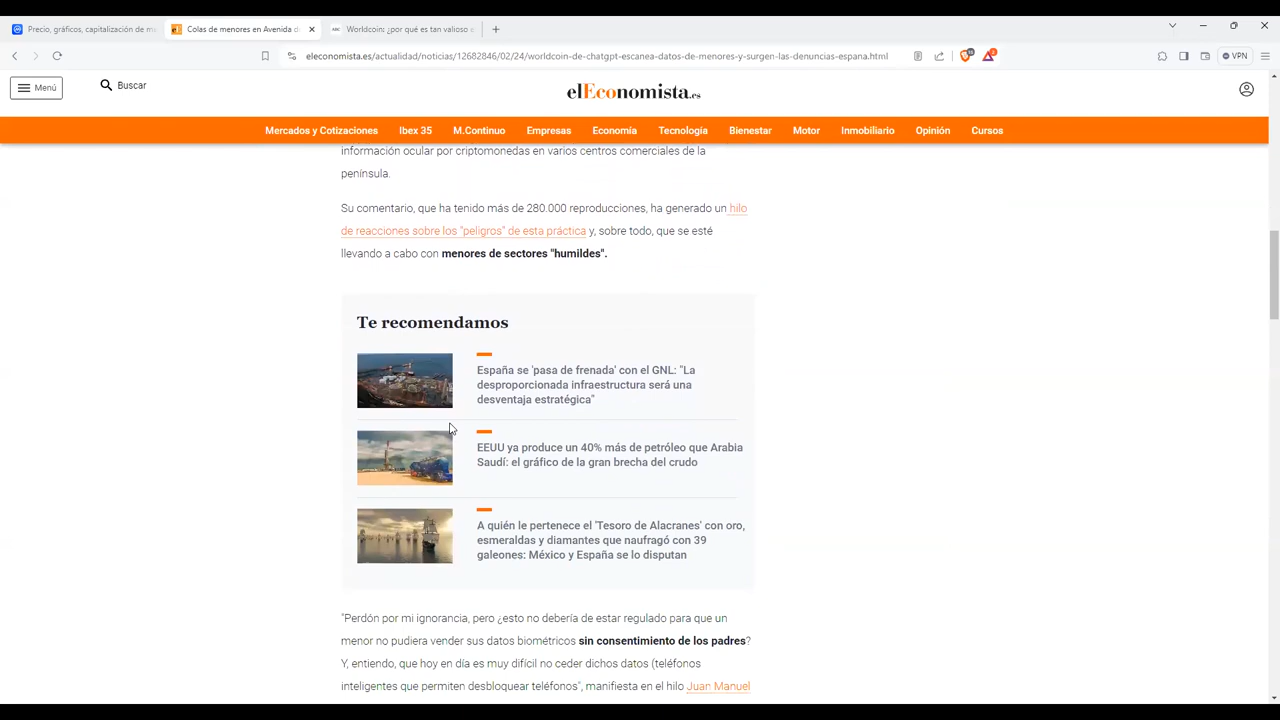 Precio, gráficos, capitalización de m
Colas de menores en Avenida d
Worldcoin: ¿por qué es tan valioso c
eleconomista.es/actualidad/noticias/12682846/02/24/worldcoin-de-chatgpt-escanea-datos-de-menores-y-surgen-las-denuncias-espana.html
VPN
Menú
Buscar
elEconomista.es
Mercados y Cotizaciones Ibex 35 M.Continuo Empresas Economía Tecnología Bienestar Motor Inmobiliario Opinión Cursos
información ocular por criptomonedas en varios centros comerciales de la
península.
Su comentario, que ha tenido más de 280.000 reproducciones, ha generado un hilo
de reacciones sobre los "peligros" de esta práctica y, sobre todo, que se esté
llevando a cabo con menores de sectores "humildes".
Te recomendamos
España se 'pasa de frenada' con el GNL: "La
desproporcionada infraestructura será una
desventaja estratégica"
EEUU ya produce un 40% más de petróleo que Arabia
Saudí: el gráfico de la gran brecha del crudo
A quién le pertenece el 'Tesoro de Alacranes' con oro,
esmeraldas y diamantes que naufragó con 39
galeones: México y España se lo disputan
"Perdón por mi ignorancia, pero ¿esto no debería de estar regulado para que un
menor no pudiera vender sus datos biométricos sin consentimiento de los padres?
Y, entiendo, que hoy en día es muy difícil no ceder dichos datos (teléfonos
inteligentes que permiten desbloquear teléfonos", manifiesta en el hilo Juan Manuel